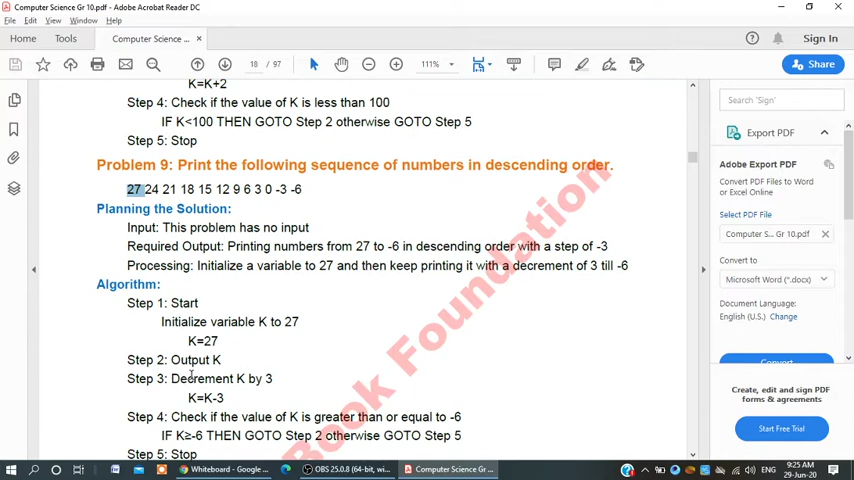 Computer Science Gr 10.pdf - Adobe Acrobat Reader DC
File Edit View Window Help
Home Tools Computer Science ... × Sign In
18 / 97 111% Share
K=K+2
Step 4: Check if the value of K is less than 100
IF K<100 THEN GOTO Step 2 otherwise GOTO Step 5
Step 5: Stop
Problem 9: Print the following sequence of numbers in descending order.
27 24 21 18 15 12 9 6 3 0 -3 -6
Planning the Solution:
Input: This problem has no input
Required Output: Printing numbers from 27 to -6 in descending order with a step of -3
Processing: Initialize a variable to 27 and then keep printing it with a decrement of 3 till -6
Algorithm:
Step 1: Start
Initialize variable K to 27
K=27
Step 2: Output K
Step 3: Decrement K by 3
K=K-3
Step 4: Check if the value of K is greater than or equal to -6
IF K≥-6 THEN GOTO Step 2 otherwise GOTO Step 5
Step 5: Stop
Book Foundation
Search 'Sign'
Export PDF
Adobe Export PDF
Convert PDF Files to Word
or Excel Online
Select PDF File
Computer S... Gr 10.pdf
Convert to
Microsoft Word (*.docx)
Document Language:
English (U.S.) Change
Convert
Create, edit and sign PDF
forms & agreements
Start Free Trial
Whiteboard - Google ...
OBS 25.0.8 (64-bit, wi...
Computer Science Gr...
ENG
9:25 AM
29-Jun-20